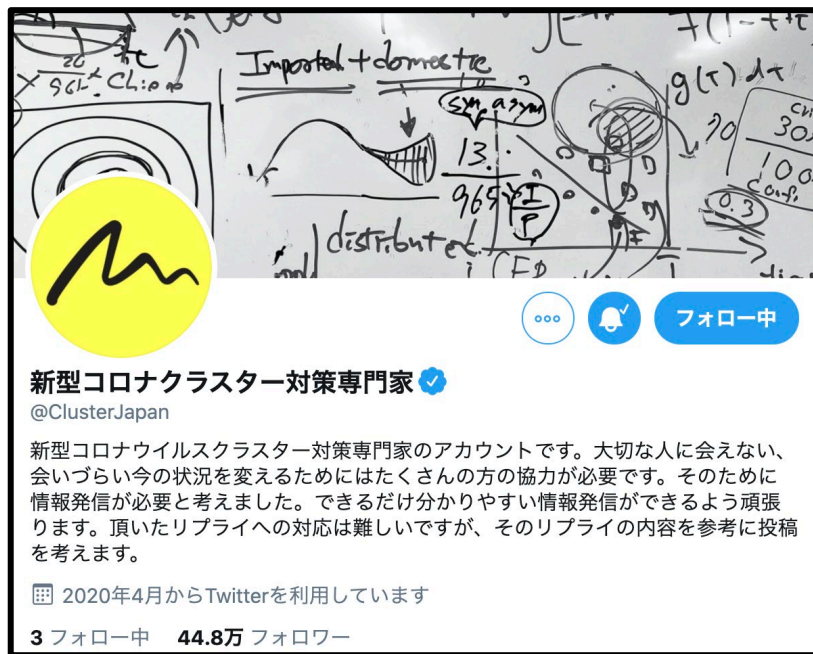 Imported + domestic
g(τ) dτ
sym asym
13
965
I
P
30
100
0.3
distributed
新型コロナクラスター対策専門家
@ClusterJapan
フォロー中
新型コロナウイルスクラスター対策専門家のアカウントです。大切な人に会えない、
会いづらい今の状況を変えるためにはたくさんの方の協力が必要です。そのために
情報発信が必要と考えました。できるだけ分かりやすい情報発信ができるよう頑張
ります。頂いたリプライへの対応は難しいですが、そのリプライの内容を参考に投稿
を考えます。
2020年4月からTwitterを利用しています
3 フォロー中 44.8万 フォロワー